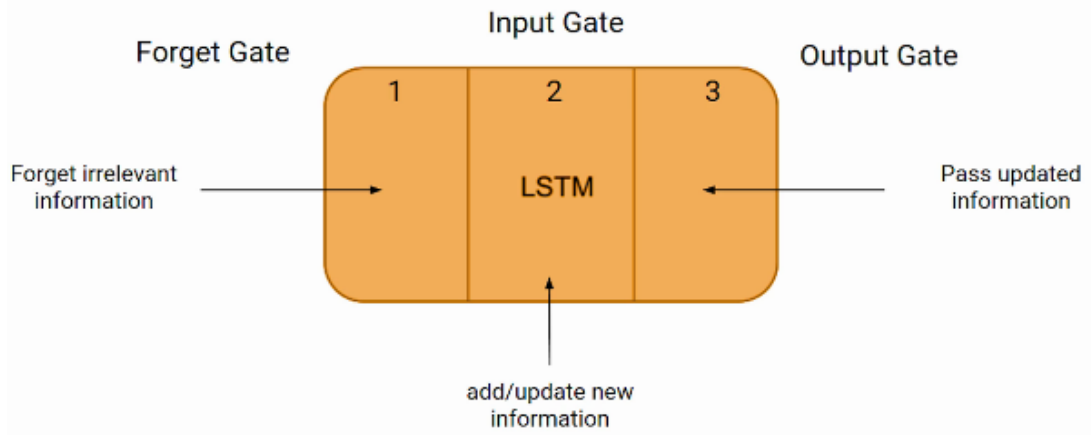 Input Gate
Forget Gate
Output Gate
1
2
3
Forget irrelevant
information
LSTM
Pass updated
information
add/update new
information